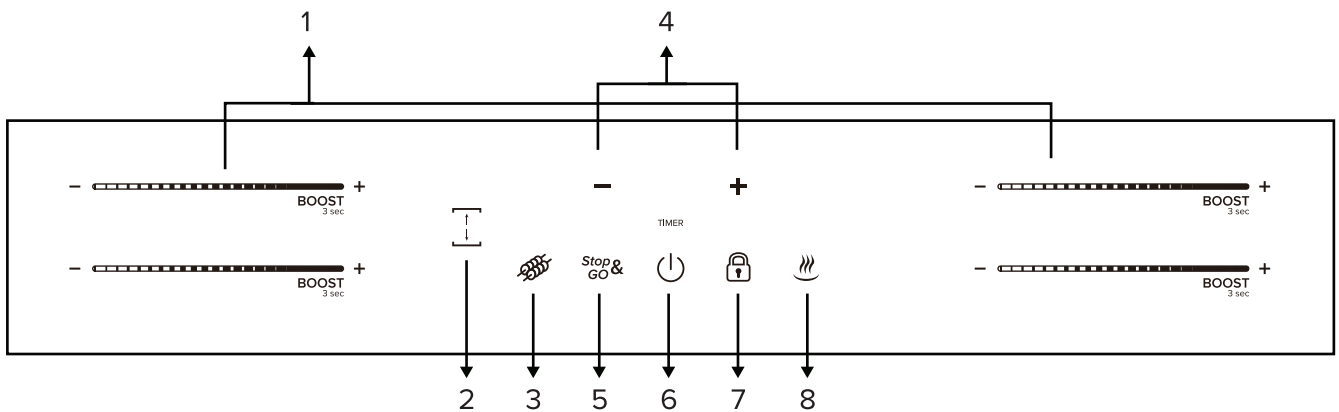 1 4
− + − + − +
BOOST BOOST
3 sec 3 sec
TIMER
Stop
GO &
− + − +
BOOST BOOST
3 sec 3 sec
2 3 5 6 7 8